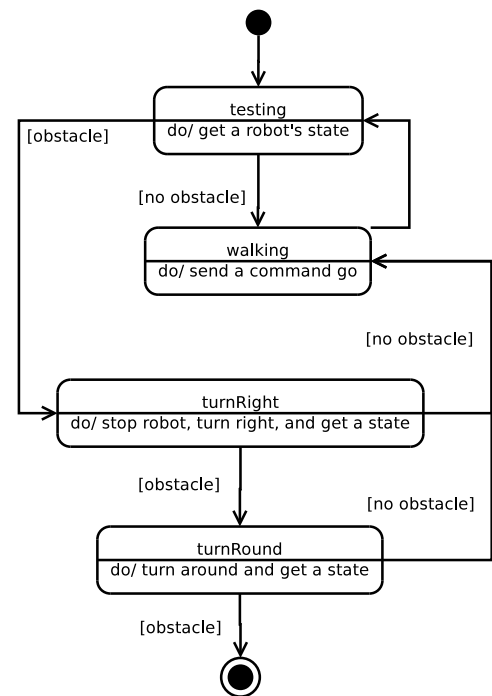 testing
do/ get a robot's state
[obstacle]
[no obstacle]
walking
do/ send a command go
[no obstacle]
turnRight
do/ stop robot, turn right, and get a state
[obstacle]
[no obstacle]
turnRound
do/ turn around and get a state
[obstacle]